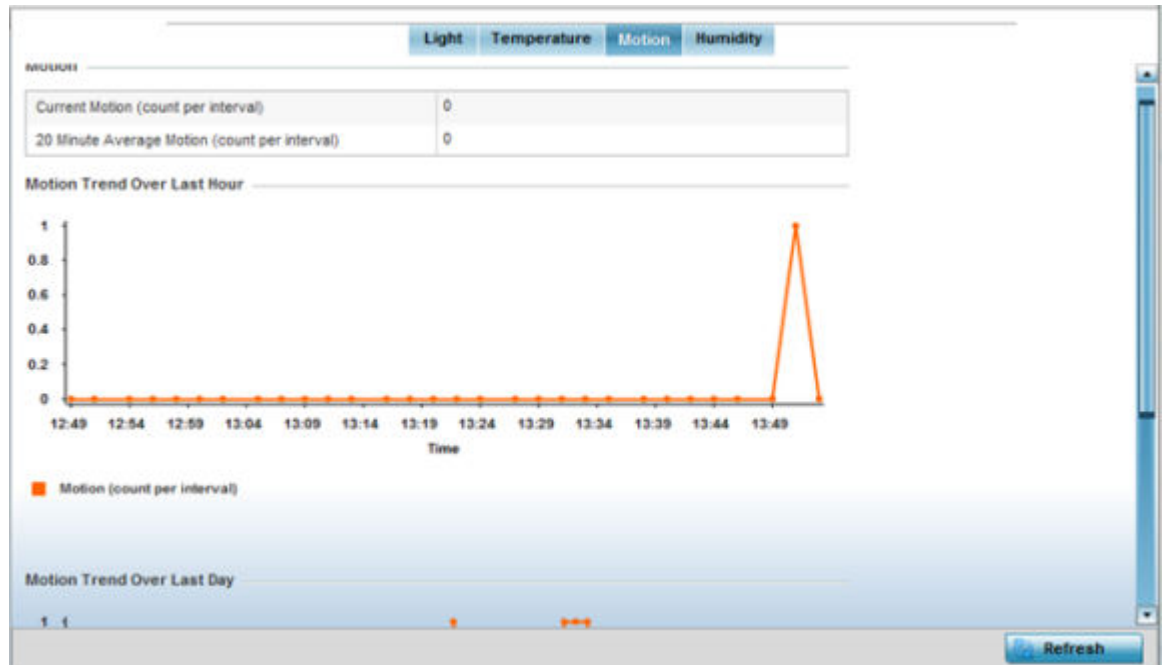 Light Temperature Motion Humidity
Motion
Current Motion (count per interval) 0
20 Minute Average Motion (count per interval) 0
Motion Trend Over Last Hour
1
0.8
0.6
0.4
0.2
0
12:49 12:54 12:59 13:04 13:09 13:14 13:19 13:24 13:29 13:34 13:39 13:44 13:49
Time
Motion (count per interval)
Motion Trend Over Last Day
1
Refresh